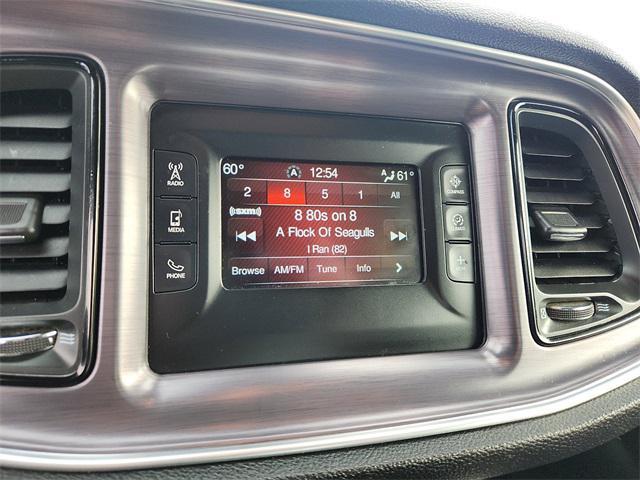 60° A 12:54 A 61°
2 8 5 1 All
((SXM))
8 80s on 8
A Flock Of Seagulls
I Ran (82)
Browse AM/FM Tune Info >
RADIO
MEDIA
PHONE
COMPASS
CLIMATE